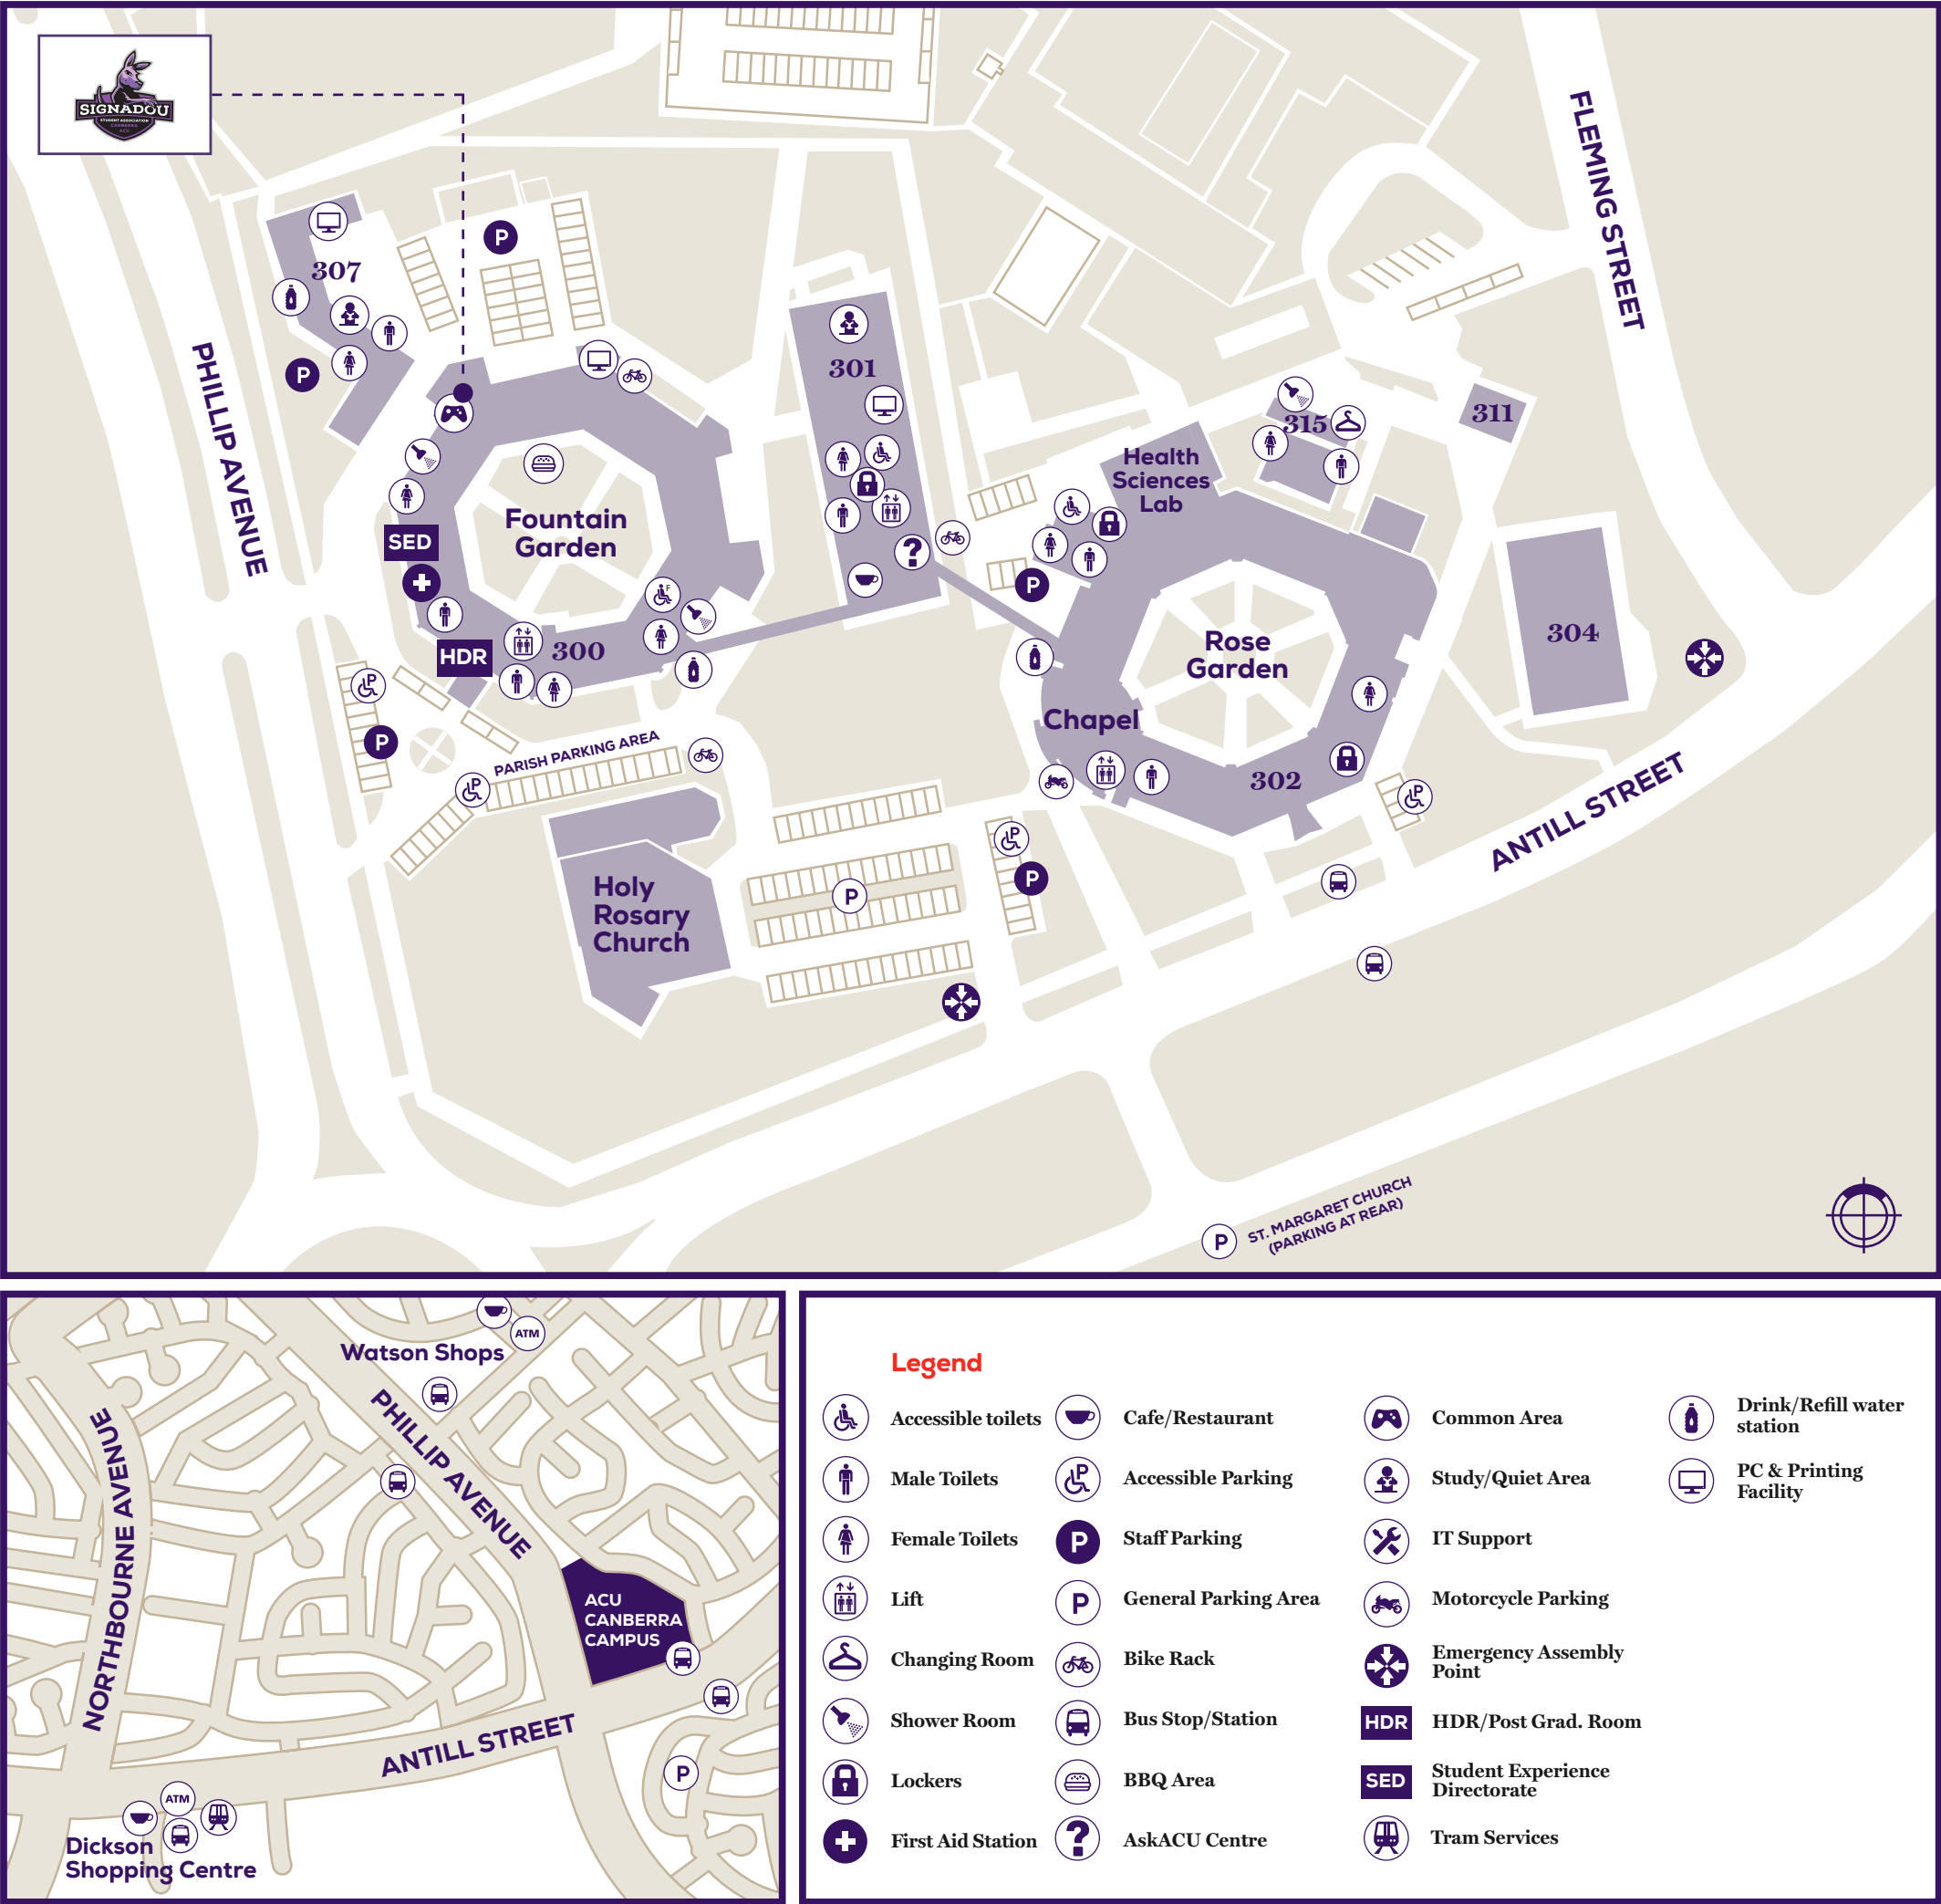 SIGNADOU
STUDENT ASSOCIATION
CANBERRA
ACU
FLEMING STREET
PHILLIP AVENUE
307
P
P
301
315
311
Health
Sciences
Lab
Fountain
Garden
SED
HDR
300
F
?
P
Rose
Garden
304
Chapel
302
P
P
P
PARISH PARKING AREA
P
P
P
P
P
Holy
Rosary
Church
ANTILL STREET
P
ST. MARGARET CHURCH
(PARKING AT REAR)
Watson Shops
ATM
PHILLIP AVENUE
NORTHBOURNE AVENUE
ACU
CANBERRA
CAMPUS
ANTILL STREET
P
ATM
Dickson
Shopping Centre
Legend
Accessible toilets
Male Toilets
Female Toilets
Lift
Changing Room
Shower Room
Lockers
First Aid Station
Cafe/Restaurant
P
Accessible Parking
P
Staff Parking
P
General Parking Area
Bike Rack
Bus Stop/Station
BBQ Area
?
AskACU Centre
Common Area
Study/Quiet Area
IT Support
Motorcycle Parking
Emergency Assembly
Point
HDR
HDR/Post Grad. Room
SED
Student Experience
Directorate
Tram Services
Drink/Refill water
station
PC & Printing
Facility